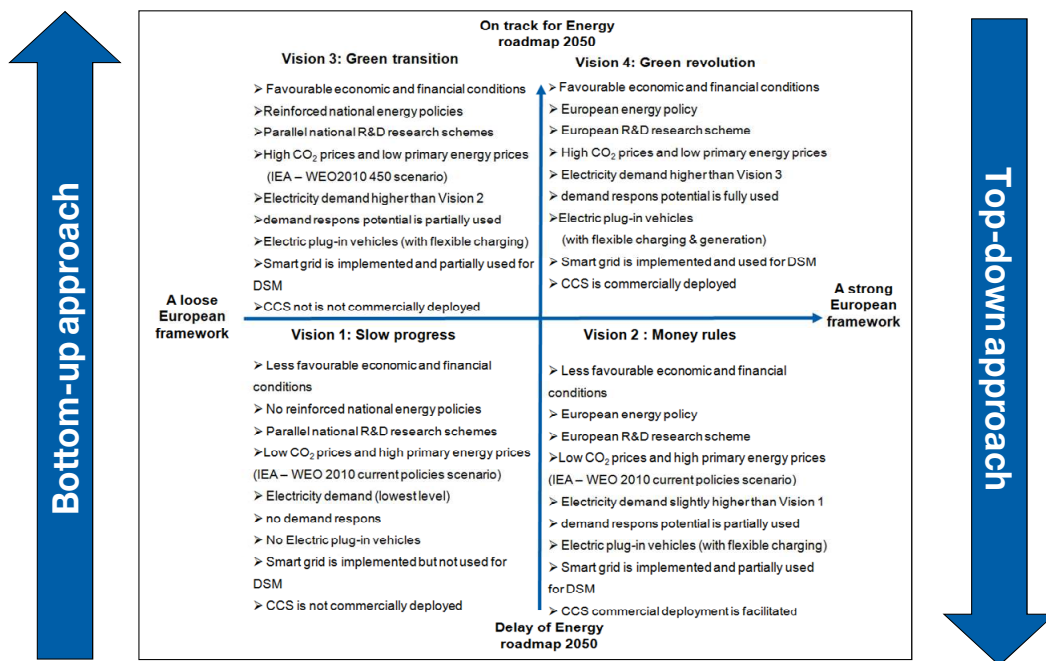 Bottom-up approach
On track for Energy
roadmap 2050
Vision 3: Green transition
➢ Favourable economic and financial conditions
➢ Reinforced national energy policies
➢ Parallel national R&D research schemes
➢ High CO₂ prices and low primary energy prices
(IEA – WEO2010 450 scenario)
➢ Electricity demand higher than Vision 2
➢ demand respons potential is partially used
➢ Electric plug-in vehicles (with flexible charging)
➢ Smart grid is implemented and partially used for
DSM
➢ CCS not is not commercially deployed
Vision 4: Green revolution
➢ Favourable economic and financial conditions
➢ European energy policy
➢ European R&D research scheme
➢ High CO₂ prices and low primary energy prices
➢ Electricity demand higher than Vision 3
➢ demand respons potential is fully used
➢ Electric plug-in vehicles
(with flexible charging & generation)
➢ Smart grid is implemented and used for DSM
➢ CCS is commercially deployed
A loose
European
framework
A strong
European
framework
Vision 1: Slow progress
➢ Less favourable economic and financial
conditions
➢ No reinforced national energy policies
➢ Parallel national R&D research schemes
➢ Low CO₂ prices and high primary energy prices
(IEA – WEO 2010 current policies scenario)
➢ Electricity demand (lowest level)
➢ no demand respons
➢ No Electric plug-in vehicles
➢ Smart grid is implemented but not used for
DSM
➢ CCS is not commercially deployed
Vision 2 : Money rules
➢ Less favourable economic and financial
conditions
➢ European energy policy
➢ European R&D research scheme
➢ Low CO₂ prices and high primary energy prices
(IEA – WEO 2010 current policies scenario)
➢ Electricity demand slightly higher than Vision 1
➢ demand respons potential is partially used
➢ Electric plug-in vehicles (with flexible charging)
➢ Smart grid is implemented and partially used
for DSM
➢ CCS commercial deployment is facilitated
Delay of Energy
roadmap 2050
Top-down approach